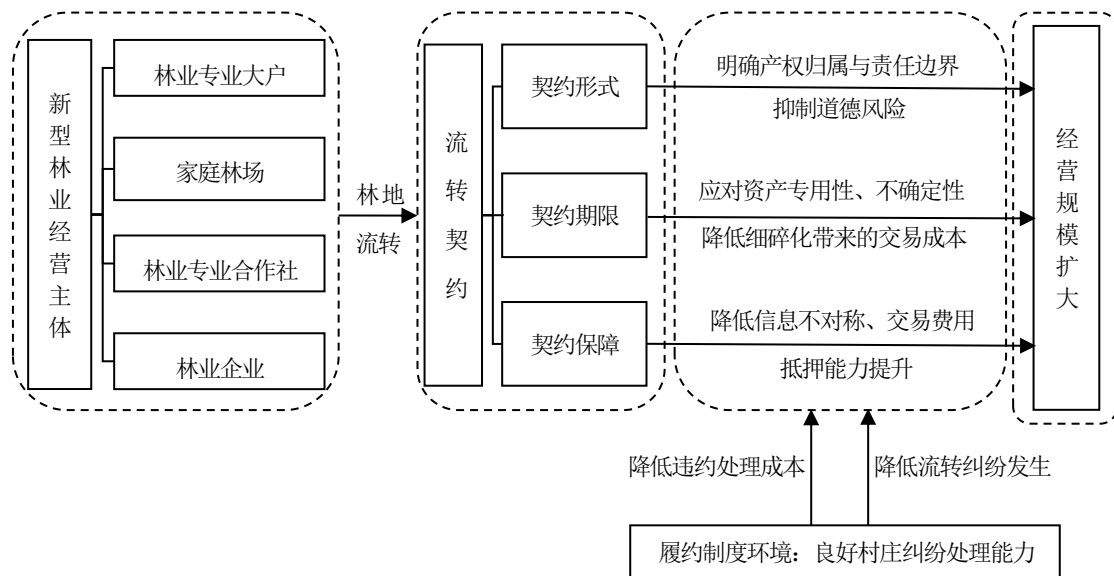 新型林业经营主体
林业专业大户
家庭林场
林业专业合作社
林业企业
林地
流转
流转契约
契约形式
契约期限
契约保障
明确产权归属与责任边界
抑制道德风险
应对资产专用性、不确定性
降低细碎化带来的交易成本
降低信息不对称、交易费用
抵押能力提升
经营规模扩大
降低违约处理成本
降低流转纠纷发生
履约制度环境：良好村庄纠纷处理能力